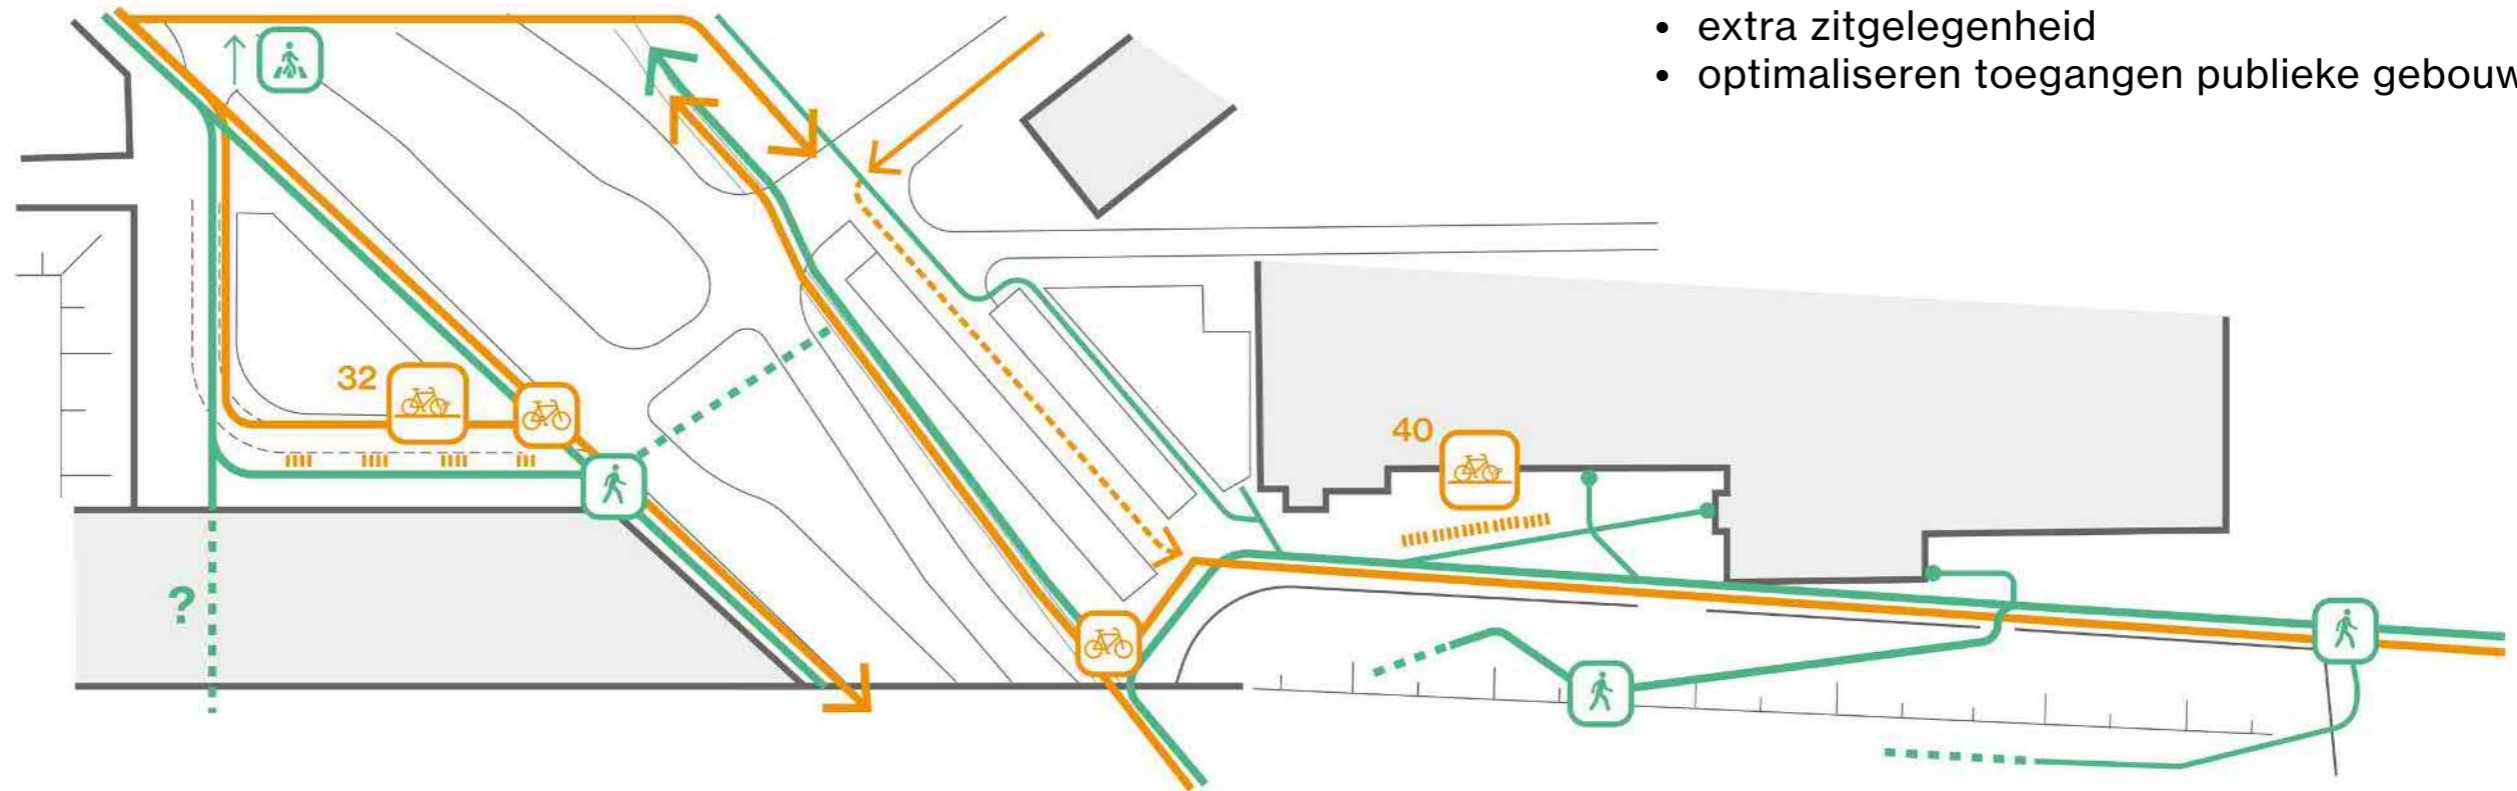 • extra zitgelegenheid
• optimaliseren toegangen publieke gebouw
32
40
?